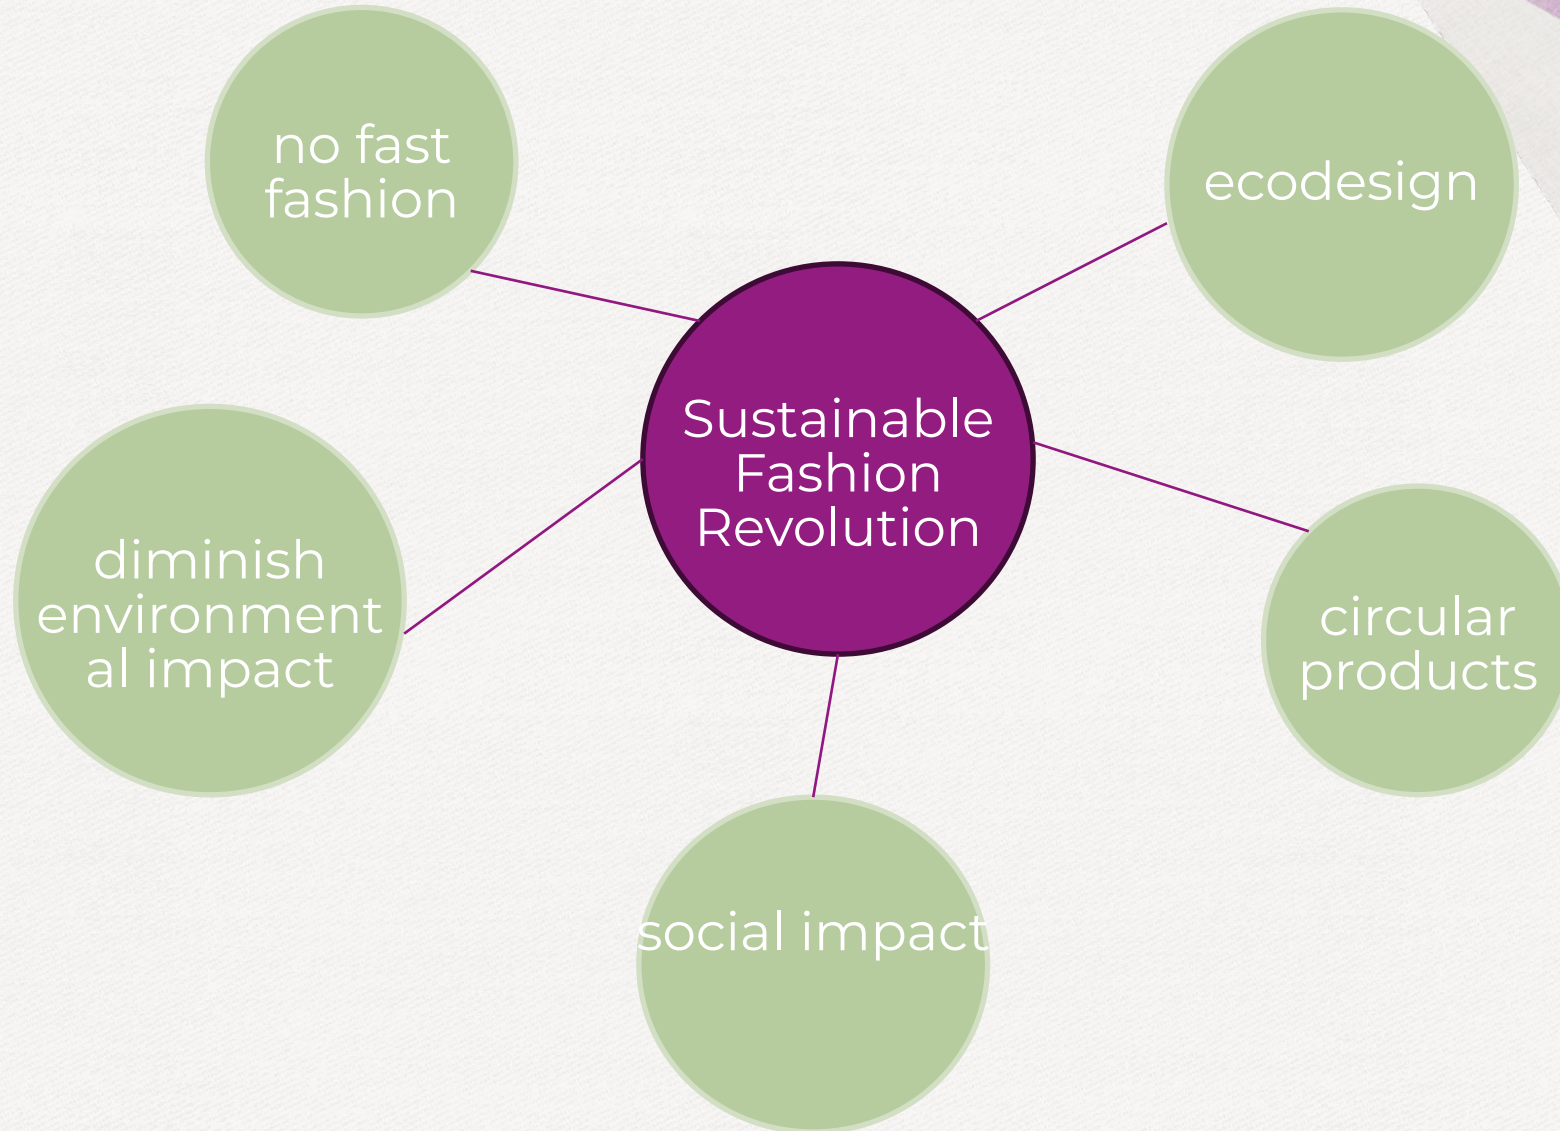 no fast
fashion
ecodesign
Sustainable
Fashion
Revolution
diminish
environment
al impact
circular
products
social impact